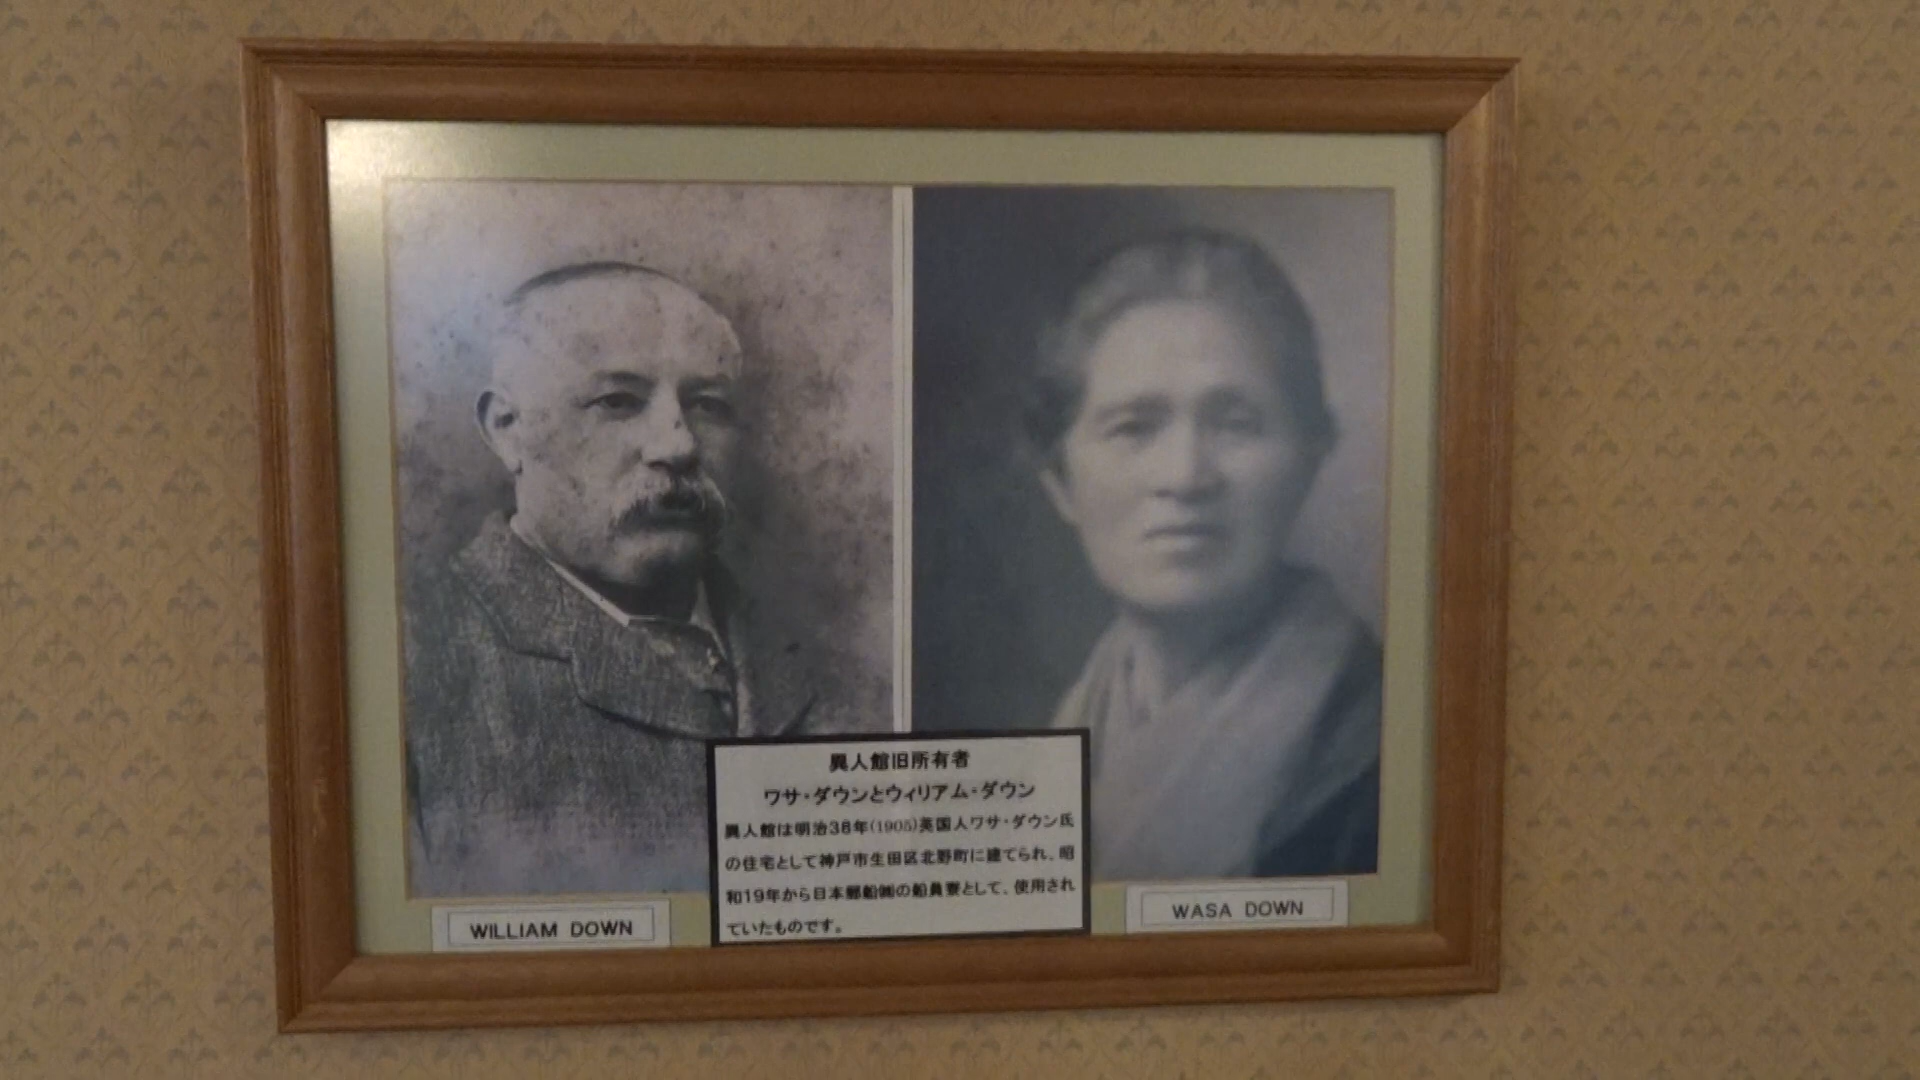 異人館旧所有者
ワサ・ダウンとウィリアム・ダウン
異人館は明治38年(1905)英国人ワサ・ダウン氏
の住宅として神戸市生田区北野町に建てられ、昭
和19年から日本郵船㈱の船員寮として、使用され
ていたものです。
WILLIAM DOWN
WASA DOWN